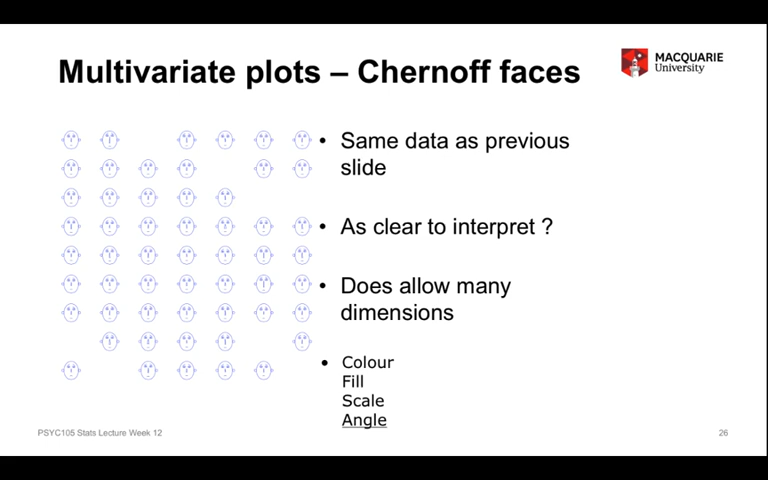 Multivariate plots – Chernoff faces
MACQUARIE
University
• Same data as previous
slide
• As clear to interpret ?
• Does allow many
dimensions
• Colour
Fill
Scale
Angle
PSYC105 Stats Lecture Week 12
26